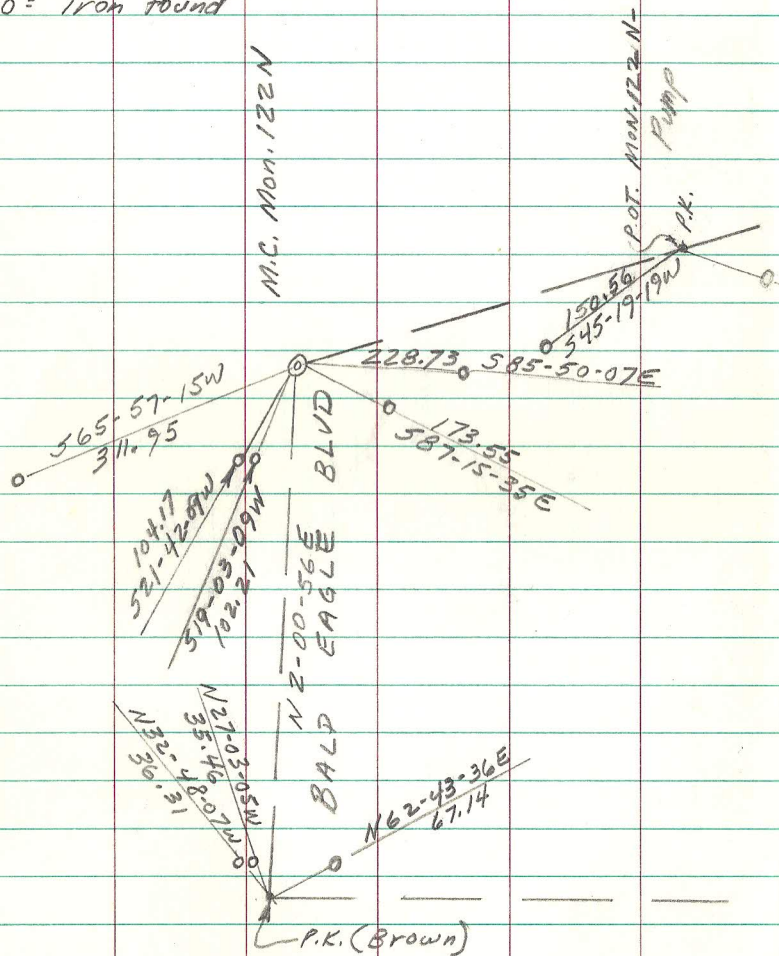 o = Iron found
M.C. Mon. 122N
P.O.T. MON. 122 N-
Pump
P.K.
150.56
S45-19-19W
228.73 S85-50-07E
S65-57-15W
311.95
173.55
S87-15-35E
104.17
S21-42-09W
S19-03-09W
102.21
N2-00-56E
BALD EAGLE BLVD
N27-03-05W
35.46
N32-48-07W
36.31
N62-43-36E
67.14
P.K. (Brown)